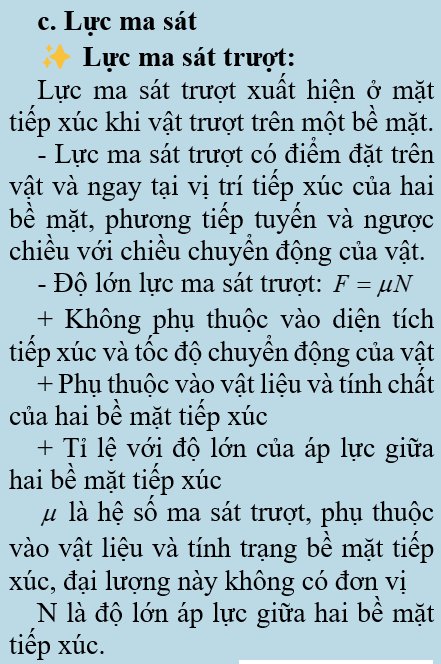 c. Lực ma sát
Lực ma sát trượt:
Lực ma sát trượt xuất hiện ở mặt
tiếp xúc khi vật trượt trên một bề mặt.
- Lực ma sát trượt có điểm đặt trên
vật và ngay tại vị trí tiếp xúc của hai
bề mặt, phương tiếp tuyến và ngược
chiều với chiều chuyển động của vật.
- Độ lớn lực ma sát trượt: F = μN
+ Không phụ thuộc vào diện tích
tiếp xúc và tốc độ chuyển động của vật
+ Phụ thuộc vào vật liệu và tính chất
của hai bề mặt tiếp xúc
+ Tỉ lệ với độ lớn của áp lực giữa
hai bề mặt tiếp xúc
μ là hệ số ma sát trượt, phụ thuộc
vào vật liệu và tính trạng bề mặt tiếp
xúc, đại lượng này không có đơn vị
N là độ lớn áp lực giữa hai bề mặt
tiếp xúc.